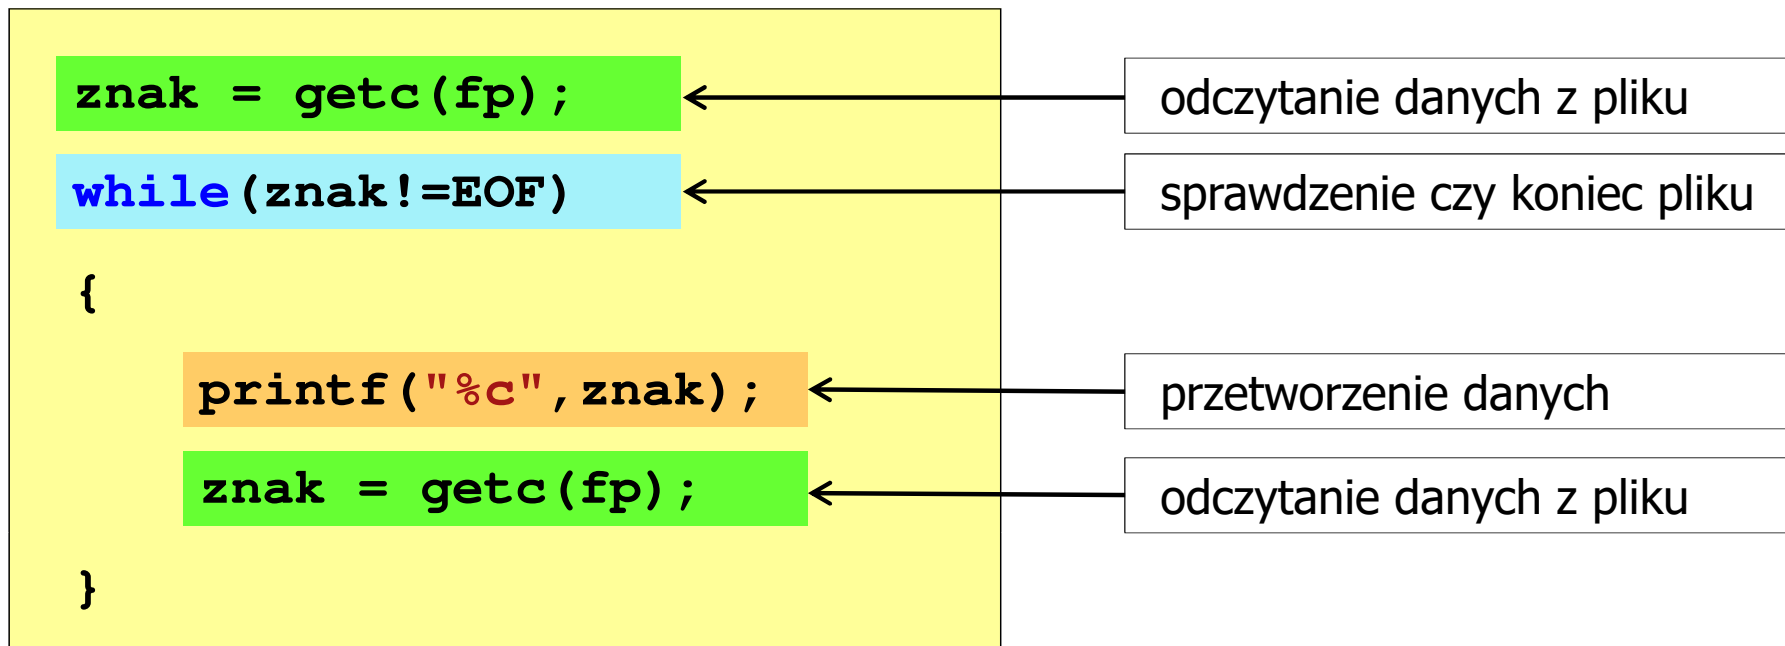 znak = getc(fp);
odczytanie danych z pliku
while(znak!=EOF)
sprawdzenie czy koniec pliku
{
printf("%c",znak);
przetworzenie danych
znak = getc(fp);
odczytanie danych z pliku
}